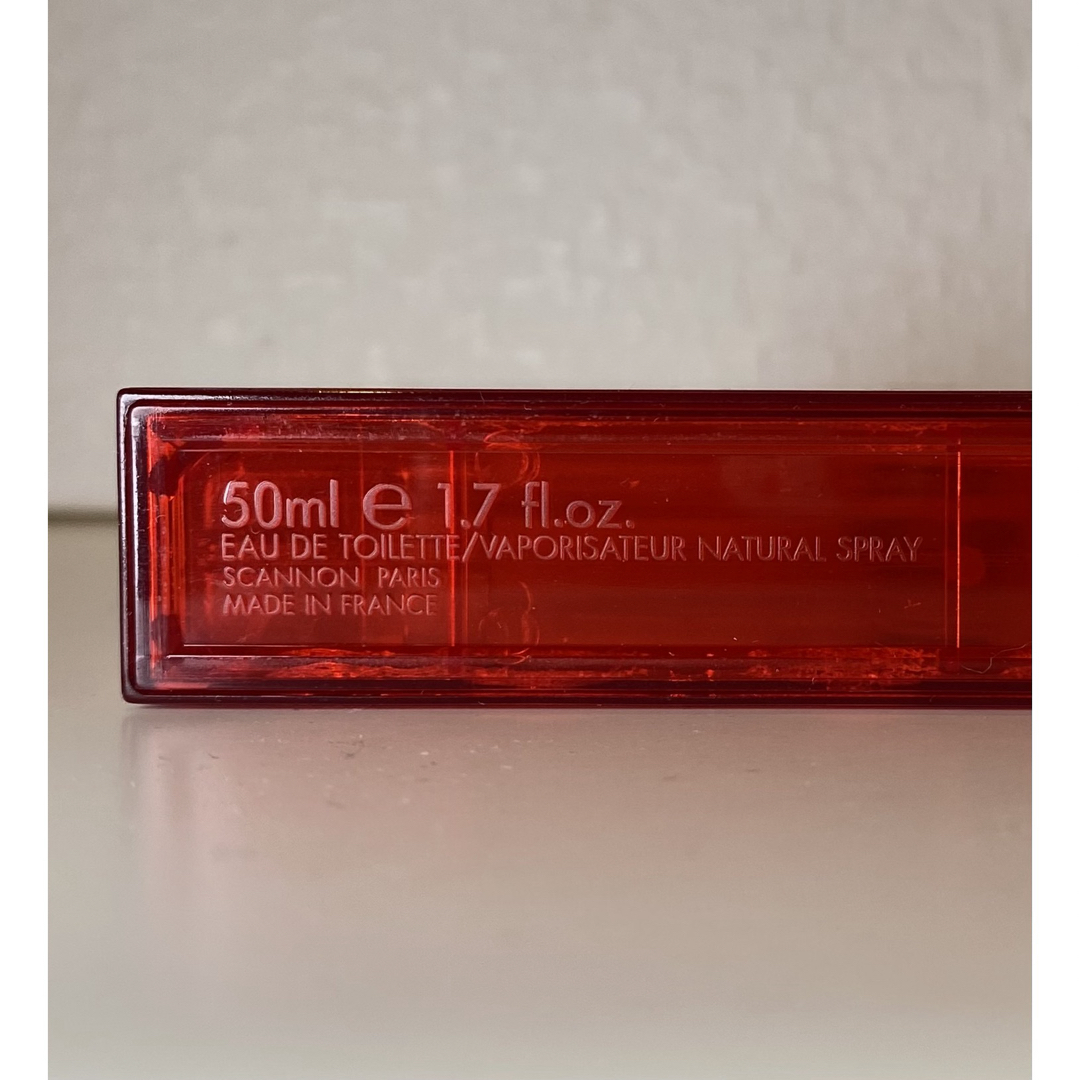 50ml ℮ 1.7 fl.oz.
EAU DE TOILETTE/VAPORISATEUR NATURAL SPRAY
SCANNON PARIS
MADE IN FRANCE